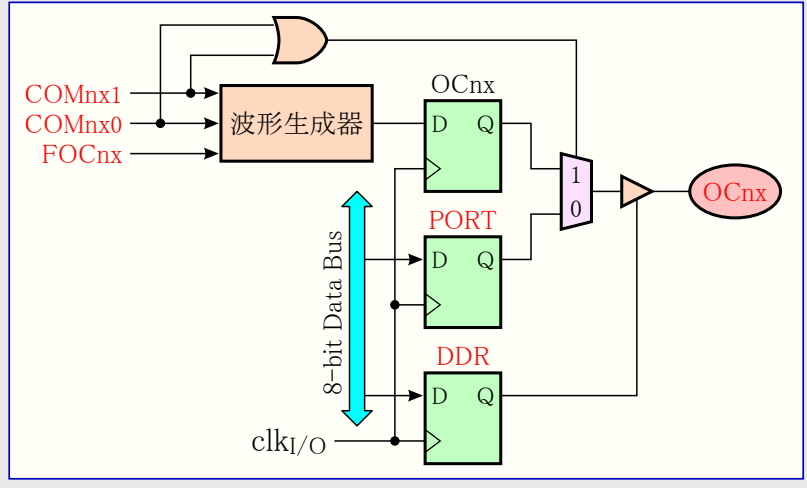 COMnx1
COMnx0
FOCnx
波形生成器
OCnx
D Q
1
0
OCnx
PORT
D Q
8-bit Data Bus
DDR
D Q
clkI/O